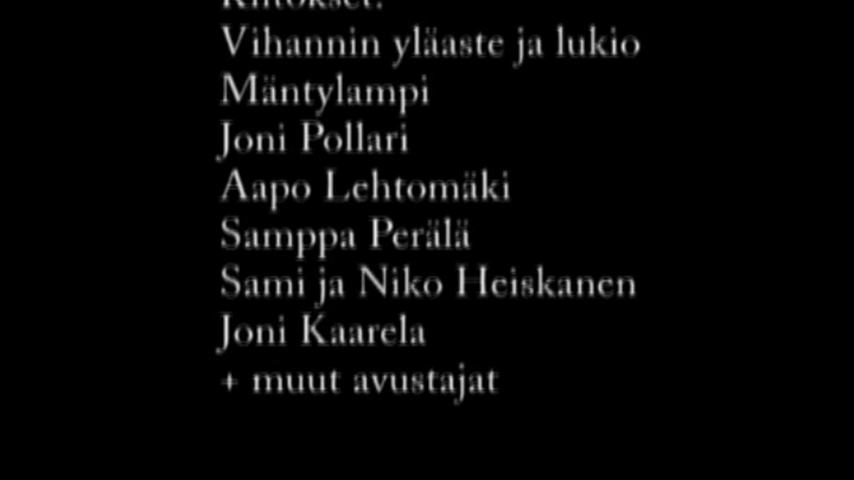 Kiitokset:
Vihannin yläaste ja lukio
Mäntylampi
Joni Pollari
Aapo Lehtomäki
Samppa Perälä
Sami ja Niko Heiskanen
Joni Kaarela
+ muut avustajat